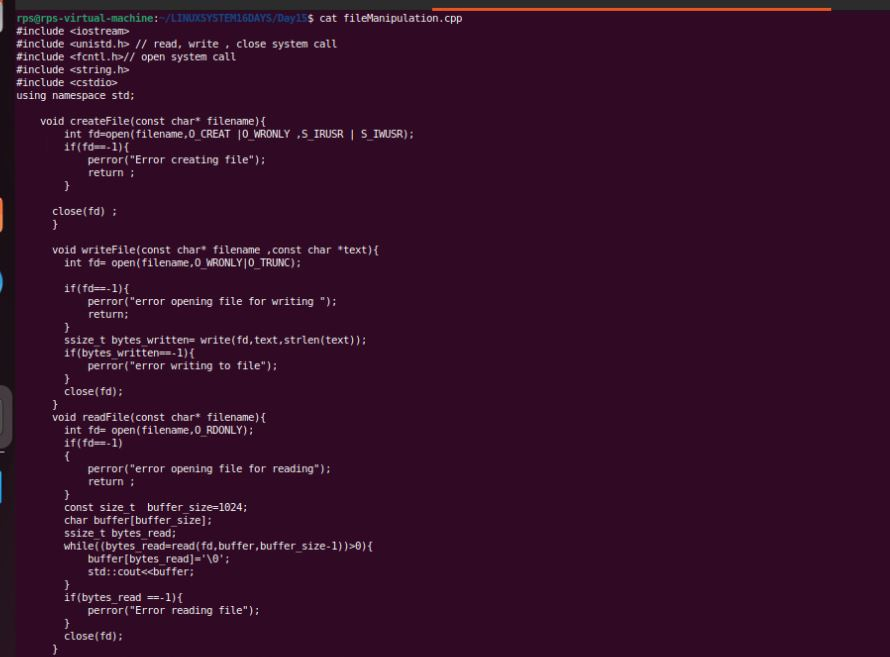 rps@rps-virtual-machine:~/LINUXSYSTEM16DAYS/Day15$ cat fileManipulation.cpp
#include <iostream>
#include <unistd.h> // read, write , close system call
#include <fcntl.h>// open system call
#include <string.h>
#include <cstdio>
using namespace std;

    void createFile(const char* filename){
        int fd=open(filename,O_CREAT |O_WRONLY ,S_IRUSR | S_IWUSR);
        if(fd==-1){
            perror("Error creating file");
            return ;
        }

      close(fd) ;
      }

      void writeFile(const char* filename ,const char *text){
        int fd= open(filename,O_WRONLY|O_TRUNC);

        if(fd==-1){
            perror("error opening file for writing ");
            return;
        }
        ssize_t bytes_written= write(fd,text,strlen(text));
        if(bytes_written==-1){
            perror("error writing to file");
        }
        close(fd);
      }
      void readFile(const char* filename){
        int fd= open(filename,O_RDONLY);
        if(fd==-1)
        {
            perror("error opening file for reading");
            return ;
        }
        const size_t  buffer_size=1024;
        char buffer[buffer_size];
        ssize_t bytes_read;
        while((bytes_read=read(fd,buffer,buffer_size-1))>0){
            buffer[bytes_read]='\0';
            std::cout<<buffer;
        }
        if(bytes_read ==-1){
            perror("Error reading file");
        }
        close(fd);
      }